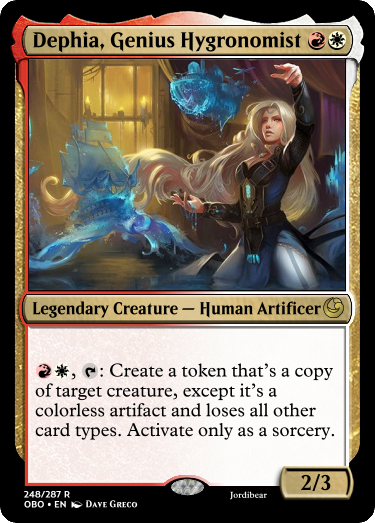 Dephia, Genius Hygronomist
Legendary Creature — Human Artificer
: Create a token that's a copy
of target creature, except it's a
colorless artifact and loses all other
card types. Activate only as a sorcery.
2/3
248/287 R
OBO • EN Dave Greco
Jordibear